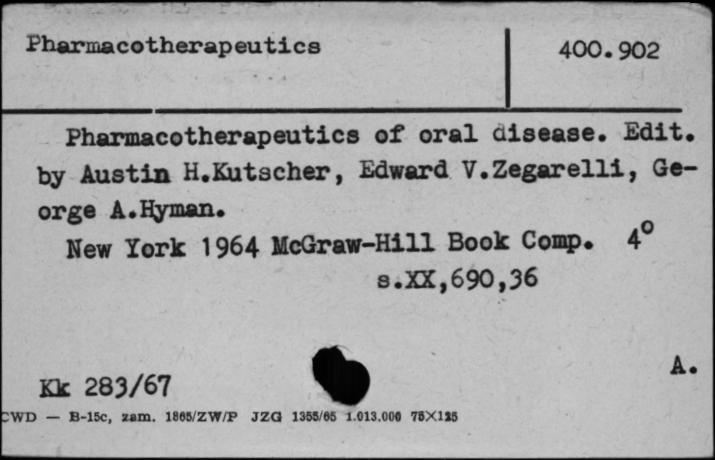 Pharmacotherapeutics
400.902
Pharmacotherapeutics of oral disease. Edit.
by Austin H.Kutscher, Edward V.Zegarelli, Ge-
orge A.Hyman.
New York 1964 McGraw-Hill Book Comp. 4°
s.XX,690,36
A.
Kk 283/67
CWD — B-15c, zam. 1865/ZW/P JZG 1355/65 1.013.000 75×125